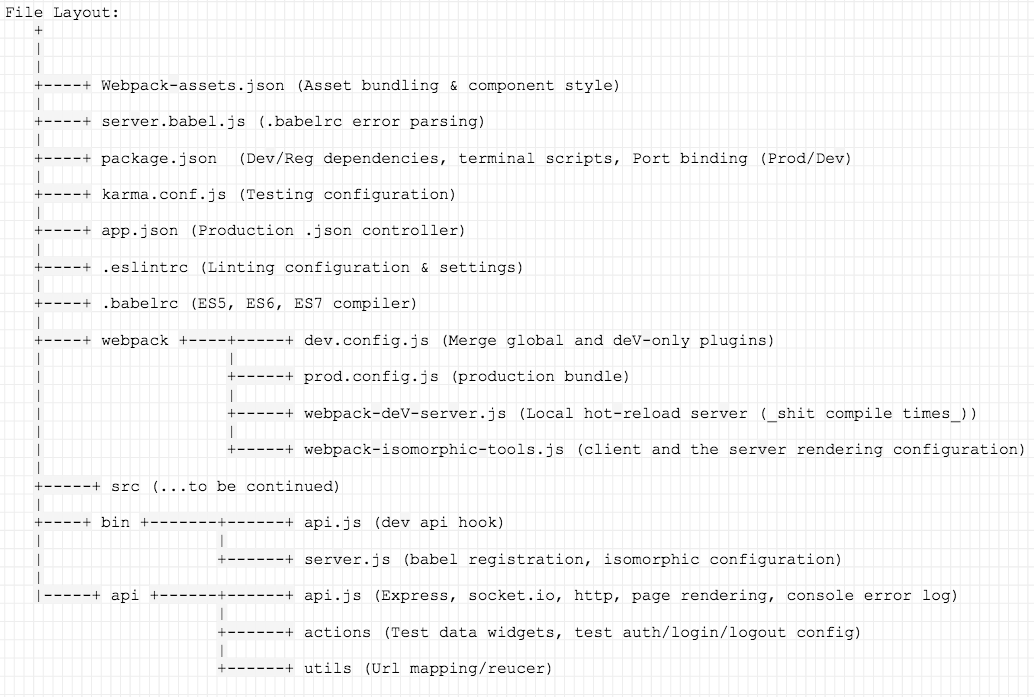 File Layout:
+
|
|
+----+ Webpack-assets.json (Asset bundling & component style)
|
+----+ server.babel.js (.babelrc error parsing)
|
+----+ package.json  (Dev/Reg dependencies, terminal scripts, Port binding (Prod/Dev)
|
+----+ karma.conf.js (Testing configuration)
|
+----+ app.json (Production .json controller)
|
+----+ .eslintrc (Linting configuration & settings)
|
+----+ .babelrc (ES5, ES6, ES7 compiler)
|
+----+ webpack +----+-----+ dev.config.js (Merge global and deV-only plugins)
|                   |
|                   +-----+ prod.config.js (production bundle)
|                   |
|                   +-----+ webpack-deV-server.js (Local hot-reload server (_shit compile times_))
|                   |
|                   +-----+ webpack-isomorphic-tools.js (client and the server rendering configuration)
|
+-----+ src (...to be continued)
|
+----+ bin +-------+------+ api.js (dev api hook)
|                  |
|                  +------+ server.js (babel registration, isomorphic configuration)
|
|-----+ api +------+------+ api.js (Express, socket.io, http, page rendering, console error log)
                   |
                   +------+ actions (Test data widgets, test auth/login/logout config)
                   |
                   +------+ utils (Url mapping/reucer)